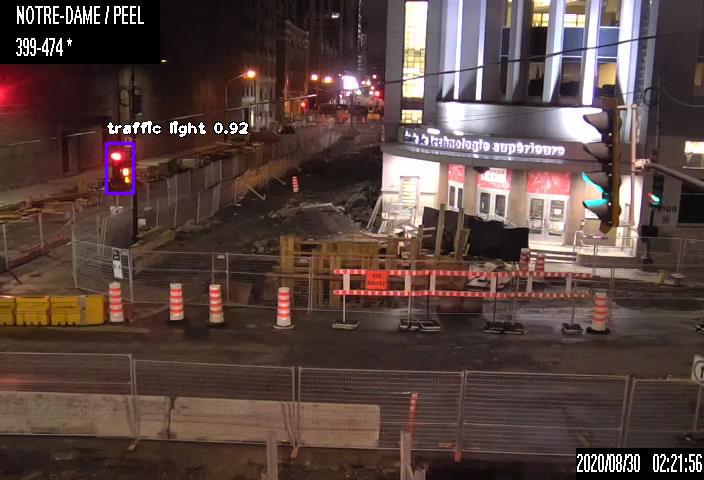 NOTRE-DAME / PEEL
399-474 *
traffic light 0.92
technologie supérieure
2020/08/30 02:21:56